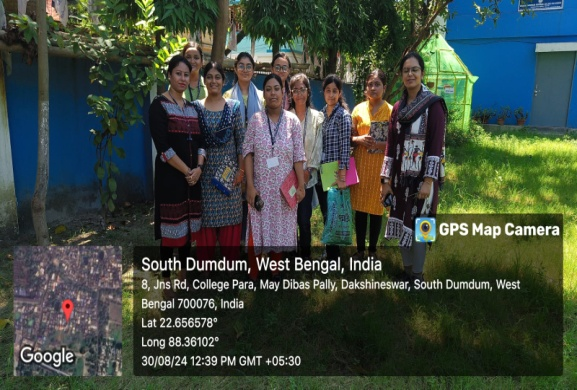 GPS Map Camera
South Dumdum, West Bengal, India
8, Jns Rd, College Para, May Dibas Pally, Dakshineswar, South Dumdum, West
Bengal 700076, India
Lat 22.656578°
Long 88.36102°
30/08/24 12:39 PM GMT +05:30
Google